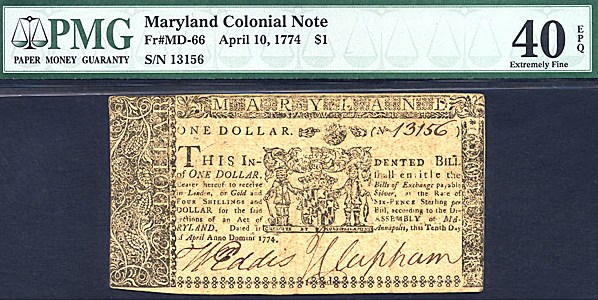 PMG
PAPER MONEY GUARANTY
Maryland Colonial Note
Fr#MD-66 April 10, 1774 $1
S/N 13156
40 EPQ
Extremely Fine
MARYLAND
ONE DOLLAR. (No 13156)
THIS IN- DENTED BILL
of ONE DOLLAR, shall entitle the
Bearer hereof to receive Bills of Exchange payable
in London, or Gold and Silver, at the Rate of
FOUR SHILLINGS and SIX-PENCE Sterling per
DOLLAR for the said Bill, according to the Di-
rections of an Act of ASSEMBLY of MA-
RYLAND. Dated in Annapolis, this Tenth Day
of April Anno Domini 1774.
W Eddis J Clapham